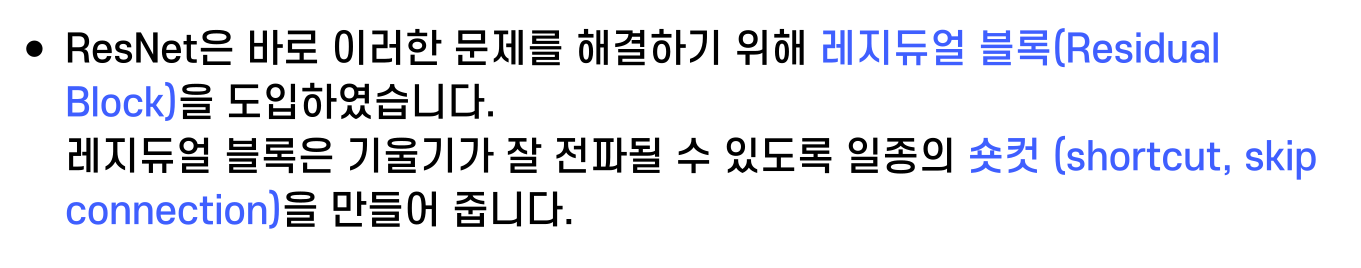 • ResNet은 바로 이러한 문제를 해결하기 위해 레지듀얼 블록(Residual
Block)을 도입하였습니다.
레지듀얼 블록은 기울기가 잘 전파될 수 있도록 일종의 숏컷 (shortcut, skip
connection)을 만들어 줍니다.